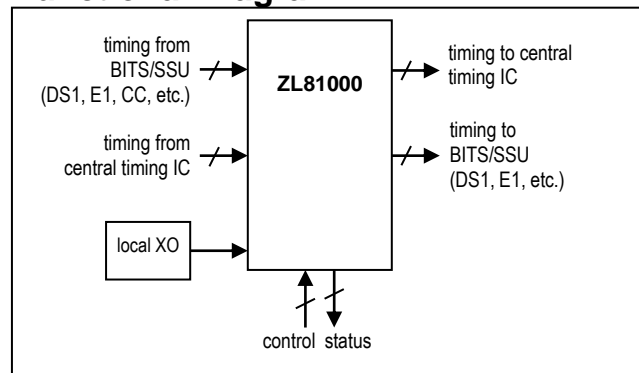 timing from
BITS/SSU
(DS1, E1, CC, etc.)
timing from
central timing IC
local XO
ZL81000
timing to central
timing IC
timing to
BITS/SSU
(DS1, E1, etc.)
control status